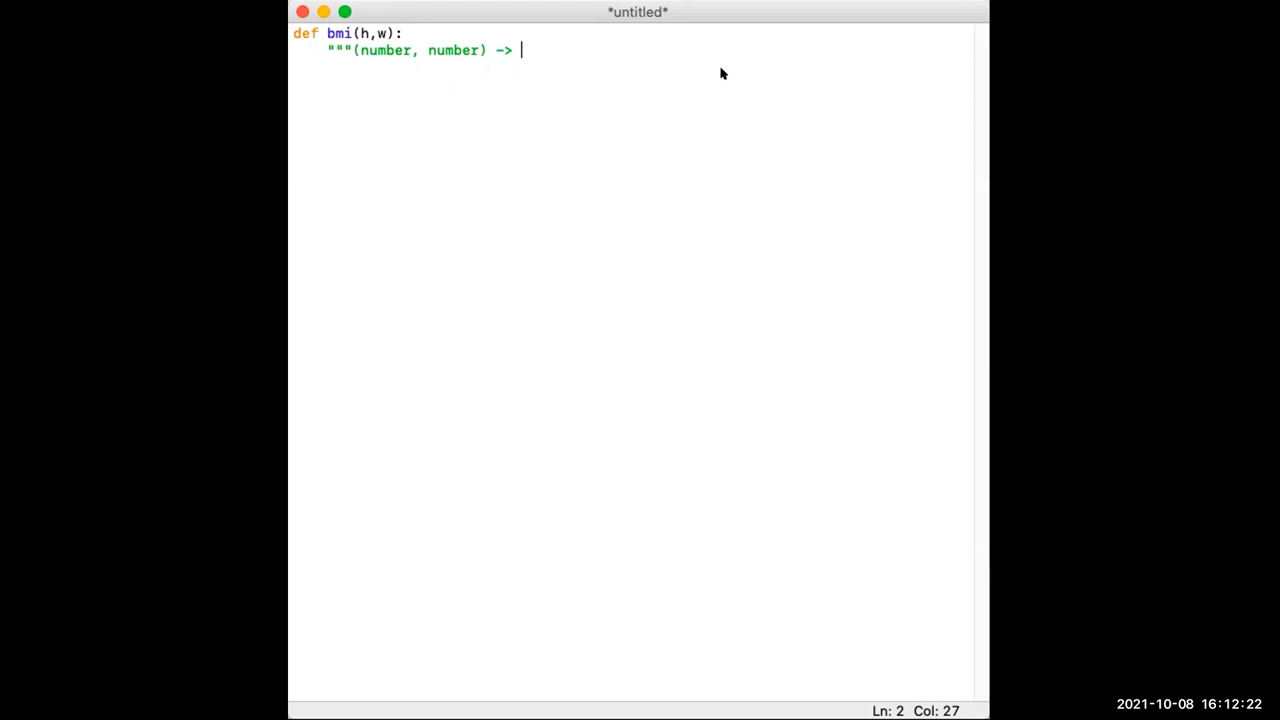 *untitled*
def bmi(h,w):
    """(number, number) ->
Ln: 2 Col: 27
2021-10-08 16:12:22